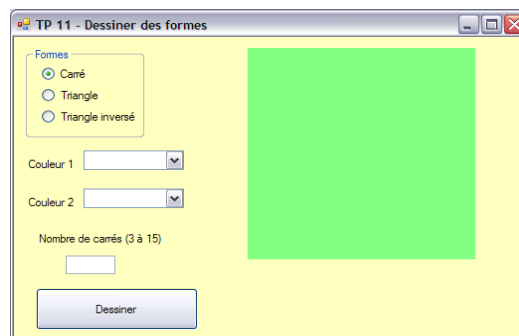 TP 11 - Dessiner des formes
Formes
Carré
Triangle
Triangle inversé
Couleur 1
Couleur 2
Nombre de carrés (3 à 15)
Dessiner